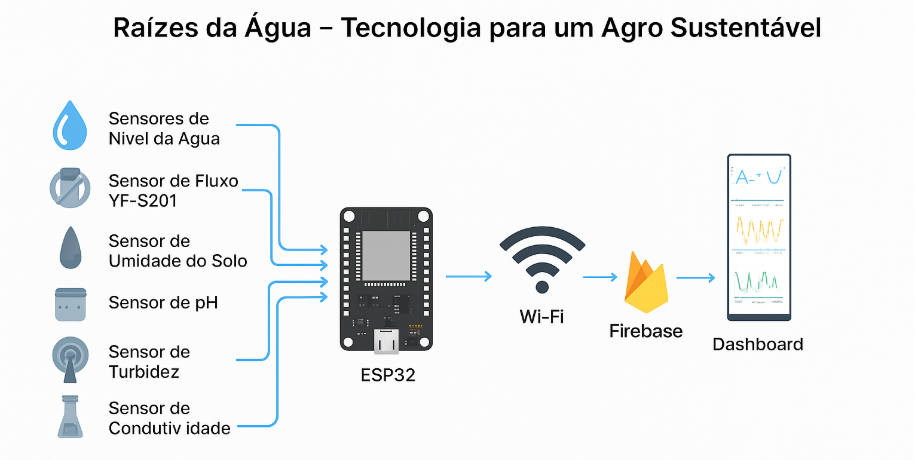 Raízes da Água – Tecnologia para um Agro Sustentável
Sensores de
Nivel da Agua
Sensor de Fluxo
YF-S201
Sensor de
Umidade do Solo
Sensor de pH
Sensor de
Turbidez
Sensor de
Condutiv idade
ESP32
Wi-Fi
Firebase
Dashboard